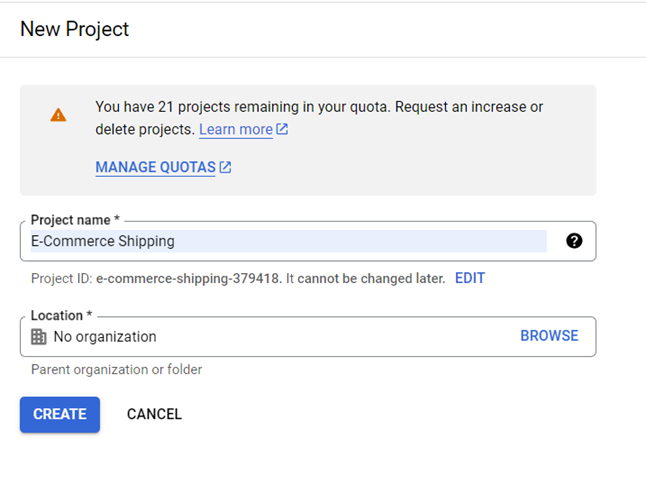 New Project
You have 21 projects remaining in your quota. Request an increase or
delete projects. Learn more
MANAGE QUOTAS
Project name *
E-Commerce Shipping
Project ID: e-commerce-shipping-379418. It cannot be changed later. EDIT
Location *
No organization BROWSE
Parent organization or folder
CREATE CANCEL